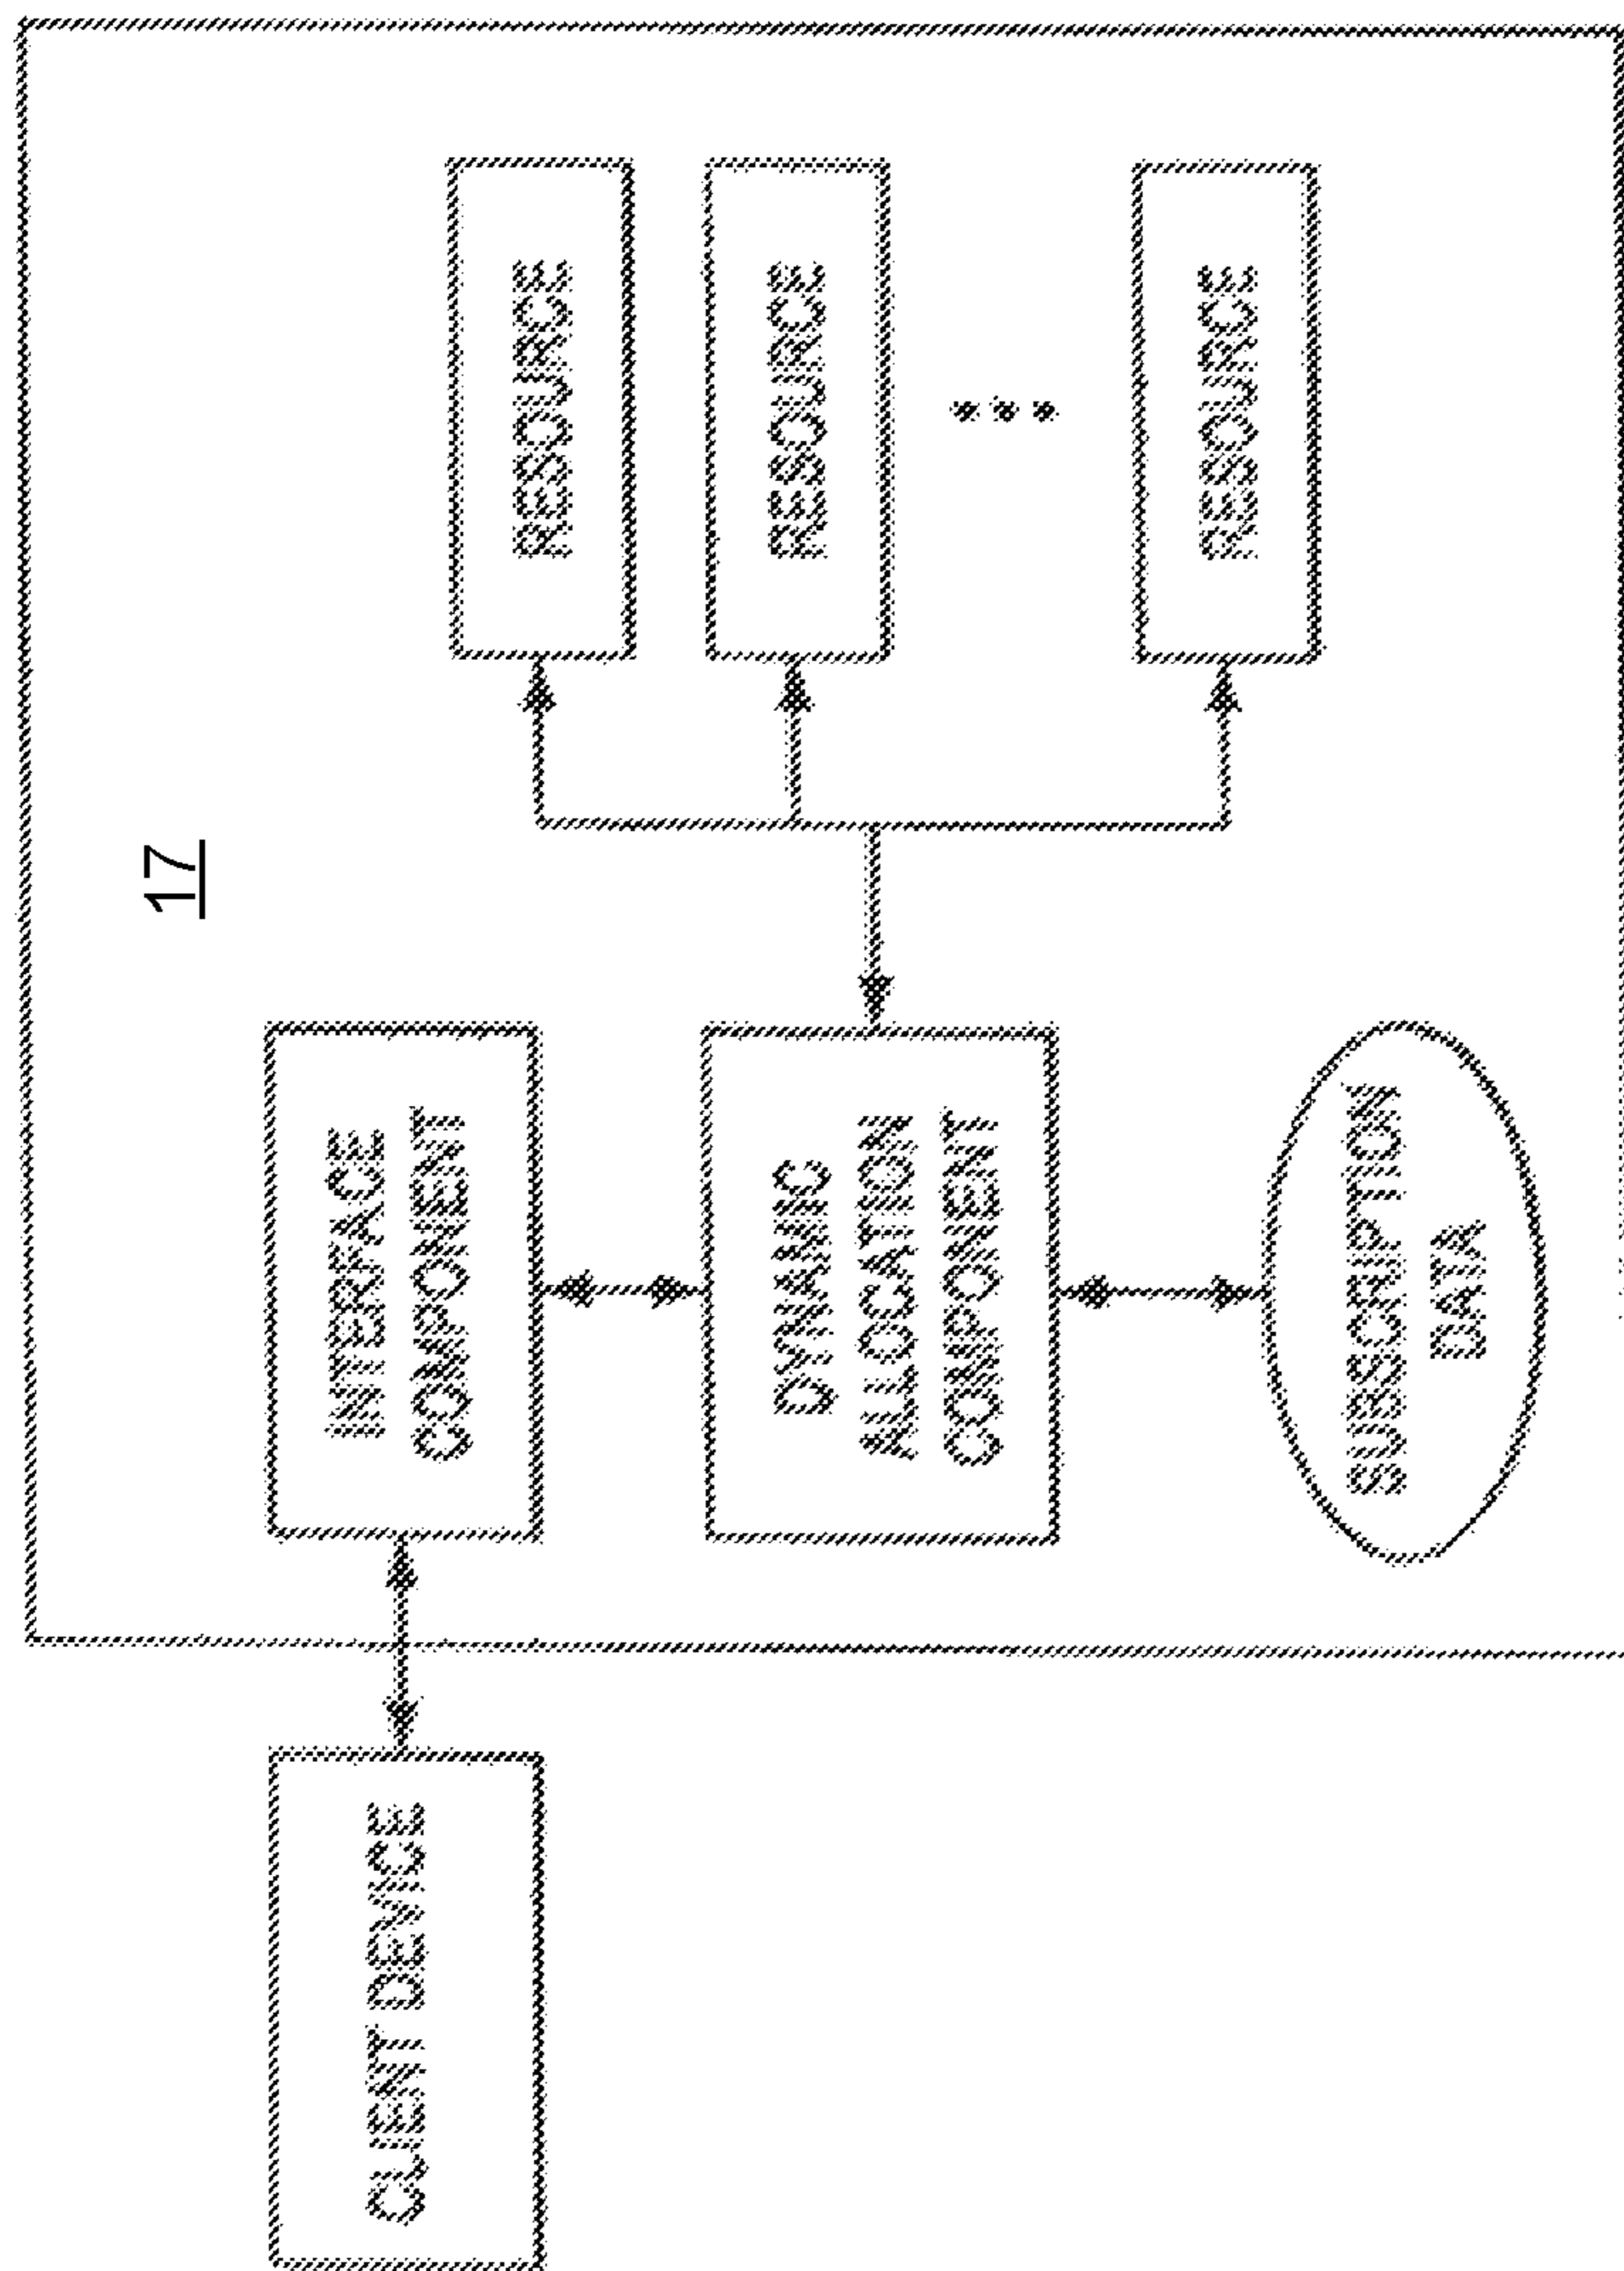 17
CLIENT DEVICE
INTERFACE
COMPONENT
DYNAMIC
ALLOCATION
COMPONENT
SUBSCRIPTION
DATA
RESOURCE
RESOURCE
RESOURCE